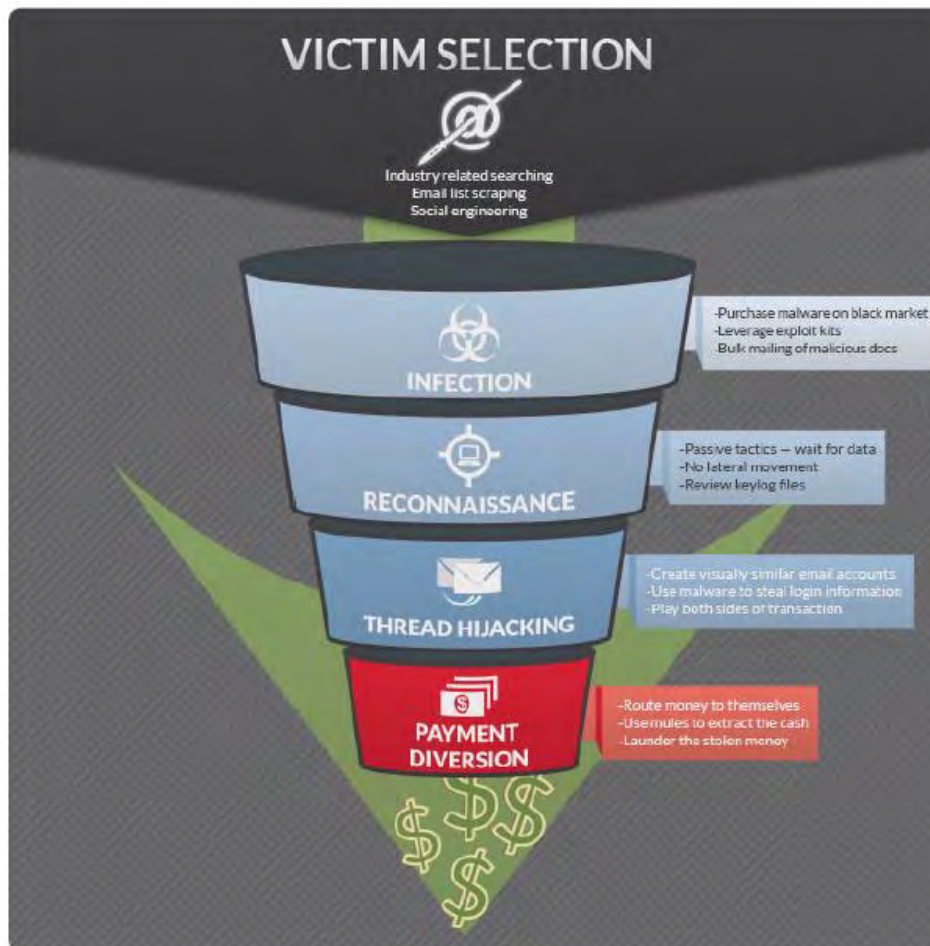 VICTIM SELECTION
Industry related searching
Email list scraping
Social engineering
INFECTION
-Purchase malware on black market
-Leverage exploit kits
-Bulk mailing of malicious docs
RECONNAISSANCE
-Passive tactics – wait for data
-No lateral movement
-Review keylog files
THREAD HIJACKING
-Create visually similar email accounts
-Use malware to steal login information
-Play both sides of transaction
PAYMENT
DIVERSION
-Route money to themselves
-Use mules to extract the cash
-Launder the stolen money